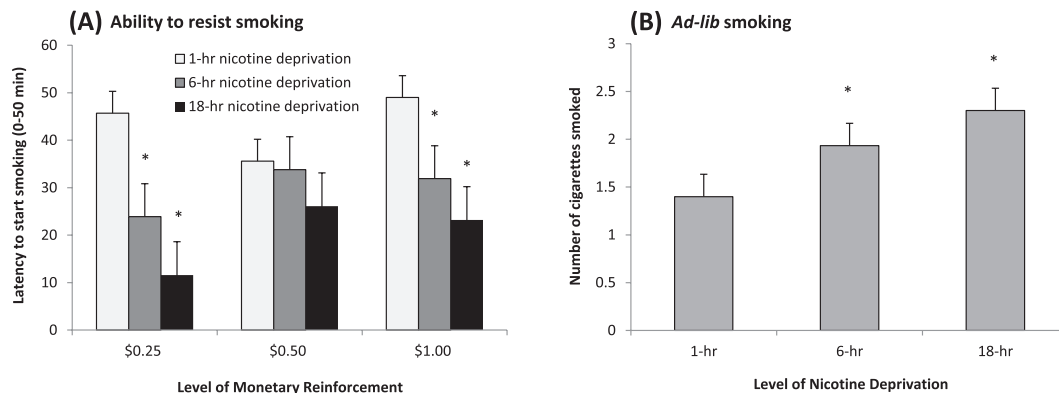 (A) Ability to resist smoking
60
50
40
30
20
10
0
Latency to start smoking (0-50 min)
1-hr nicotine deprivation
6-hr nicotine deprivation
18-hr nicotine deprivation
*
*
*
*
$0.25
$0.50
$1.00
Level of Monetary Reinforcement
(B) Ad-lib smoking
3
2.5
2
1.5
1
0.5
0
Number of cigarettes smoked
*
*
1-hr
6-hr
18-hr
Level of Nicotine Deprivation